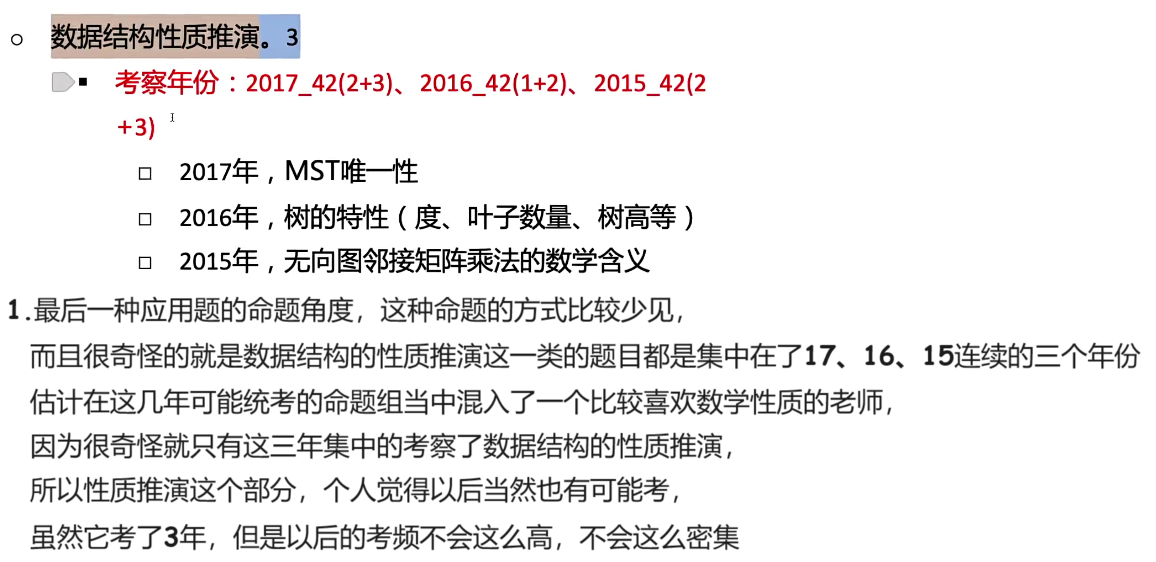 数据结构性质推演。3
考察年份：2017_42(2+3)、2016_42(1+2)、2015_42(2
+3)
2017年，MST唯一性
2016年，树的特性（度、叶子数量、树高等）
2015年，无向图邻接矩阵乘法的数学含义
1.最后一种应用题的命题角度，这种命题的方式比较少见，
而且很奇怪的就是数据结构的性质推演这一类的题目都是集中在了17、16、15连续的三个年份
估计在这几年可能统考的命题组当中混入了一个比较喜欢数学性质的老师，
因为很奇怪就只有这三年集中的考察了数据结构的性质推演，
所以性质推演这个部分，个人觉得以后当然也有可能考，
虽然它考了3年，但是以后的考频不会这么高，不会这么密集